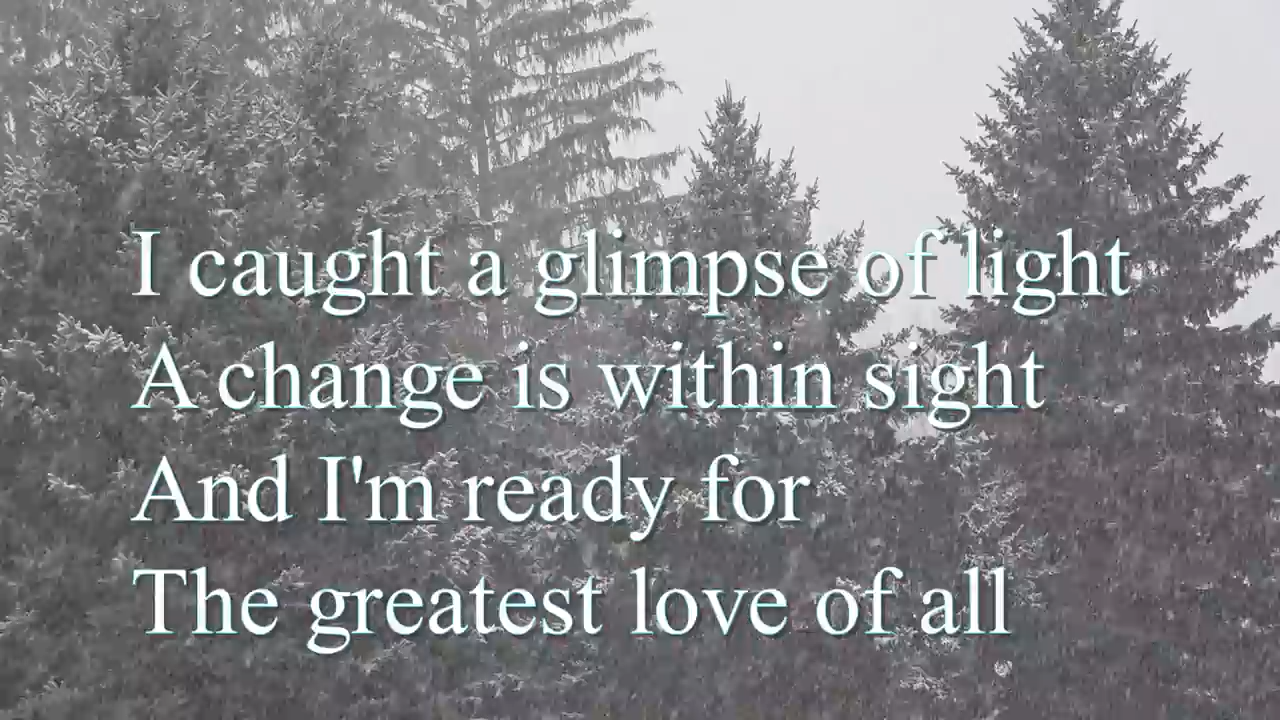 I caught a glimpse of light
A change is within sight
And I'm ready for
The greatest love of all